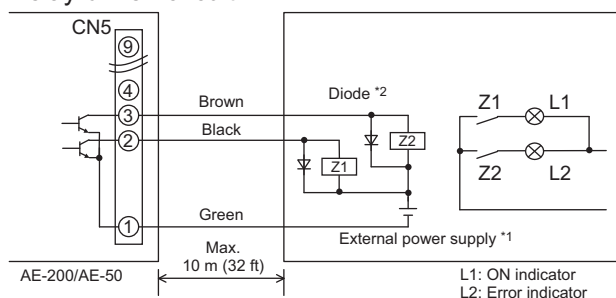 CN5
9
4
3
2
1
Brown
Black
Green
Diode *2
Z2
Z1
External power supply *1
Z1
L1
Z2
L2
Max.
10 m (32 ft)
AE-200/AE-50
L1: ON indicator
L2: Error indicator